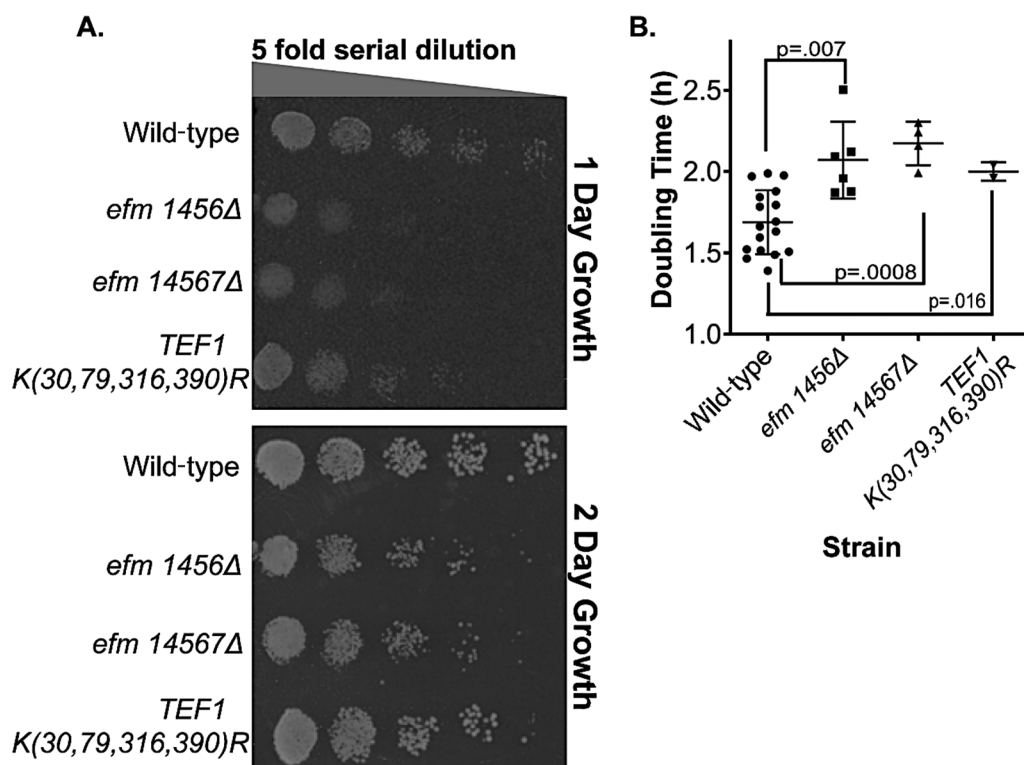 A.
5 fold serial dilution
Wild-type
efm 1456Δ
efm 14567Δ
TEF1
K(30,79,316,390)R
1 Day Growth
Wild-type
efm 1456Δ
efm 14567Δ
TEF1
K(30,79,316,390)R
2 Day Growth
B.
Doubling Time (h)
2.5
2.0
1.5
1.0
p=.007
p=.0008
p=.016
Wild-type
efm 1456Δ
efm 14567Δ
TEF1
K(30,79,316,390)R
Strain